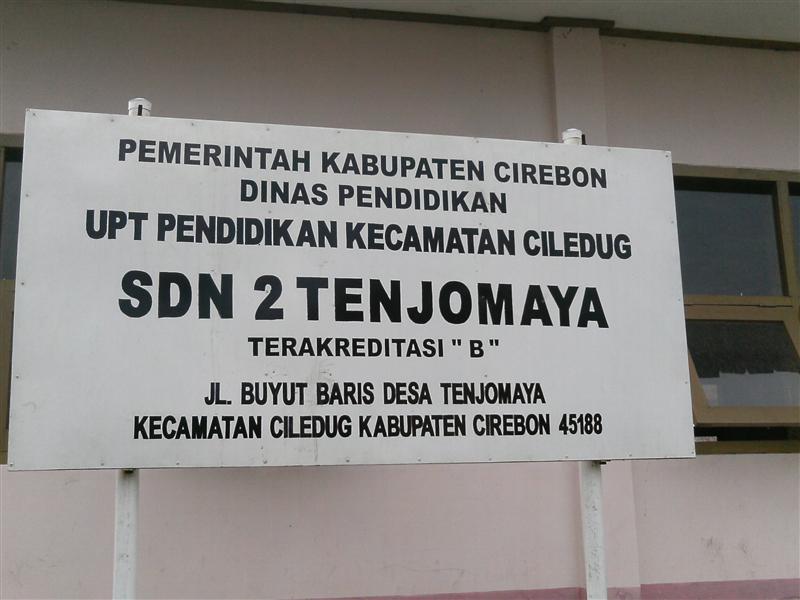 PEMERINTAH KABUPATEN CIREBON
DINAS PENDIDIKAN
UPT PENDIDIKAN KECAMATAN CILEDUG
SDN 2 TENJOMAYA
TERAKREDITASI " B "
JL. BUYUT BARIS DESA TENJOMAYA
KECAMATAN CILEDUG KABUPATEN CIREBON 45188